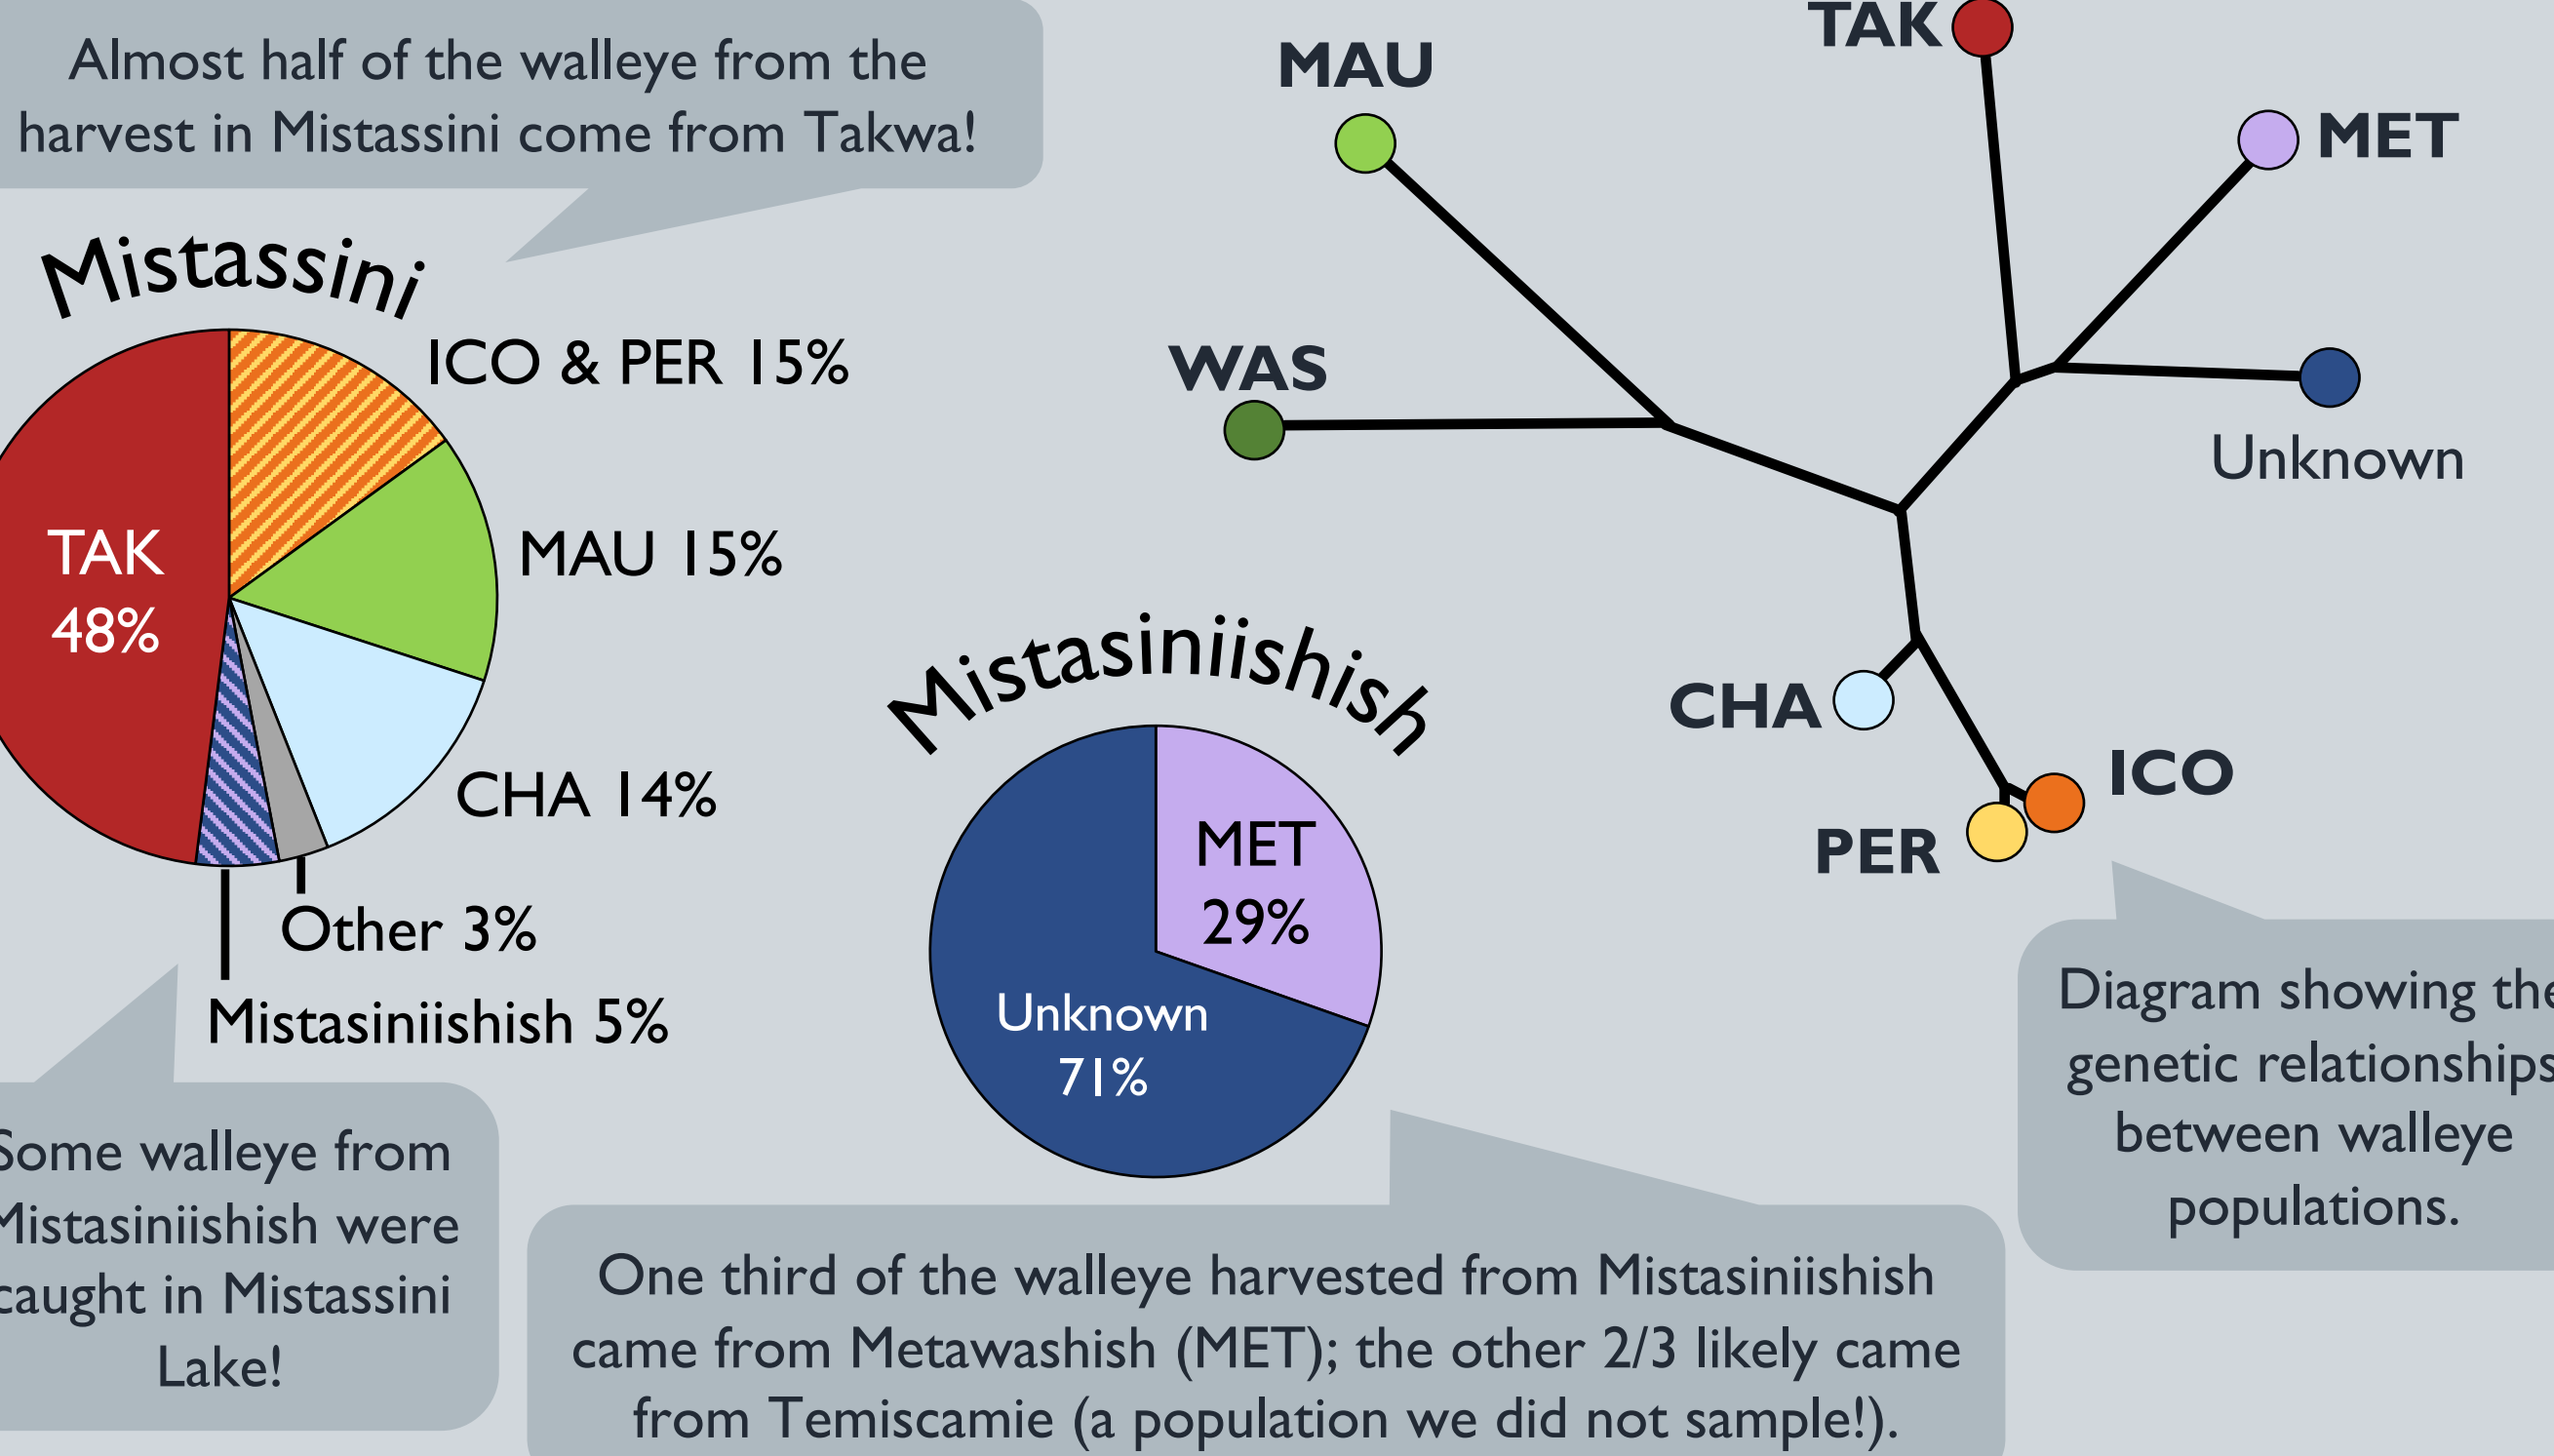 Almost half of the walleye from the
harvest in Mistassini come from Takwa!
Mistassini
ICO & PER 15%
MAU 15%
TAK
48%
CHA 14%
Other 3%
Mistasiniishish 5%
Some walleye from
Mistasiniishish were
caught in Mistassini
Lake!
Mistasiniishish
MET
29%
Unknown
71%
One third of the walleye harvested from Mistasiniishish
came from Metawashish (MET); the other 2/3 likely came
from Temiscamie (a population we did not sample!).
TAK
MAU
MET
WAS
Unknown
CHA
ICO
PER
Diagram showing the
genetic relationships
between walleye
populations.